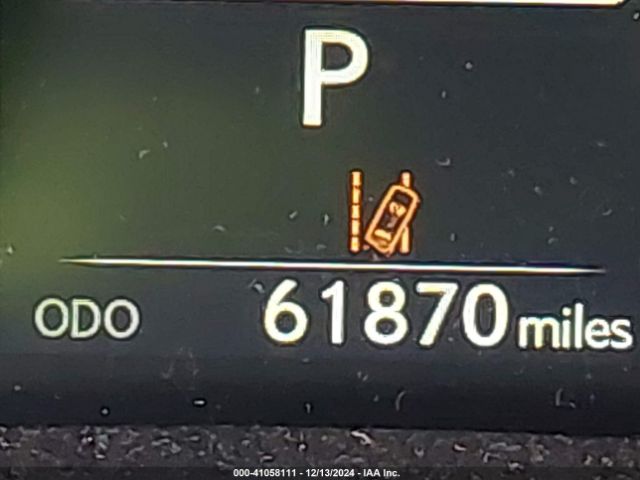 P
ODO 61870 miles
000-41058111 - 12/13/2024 - IAA Inc.